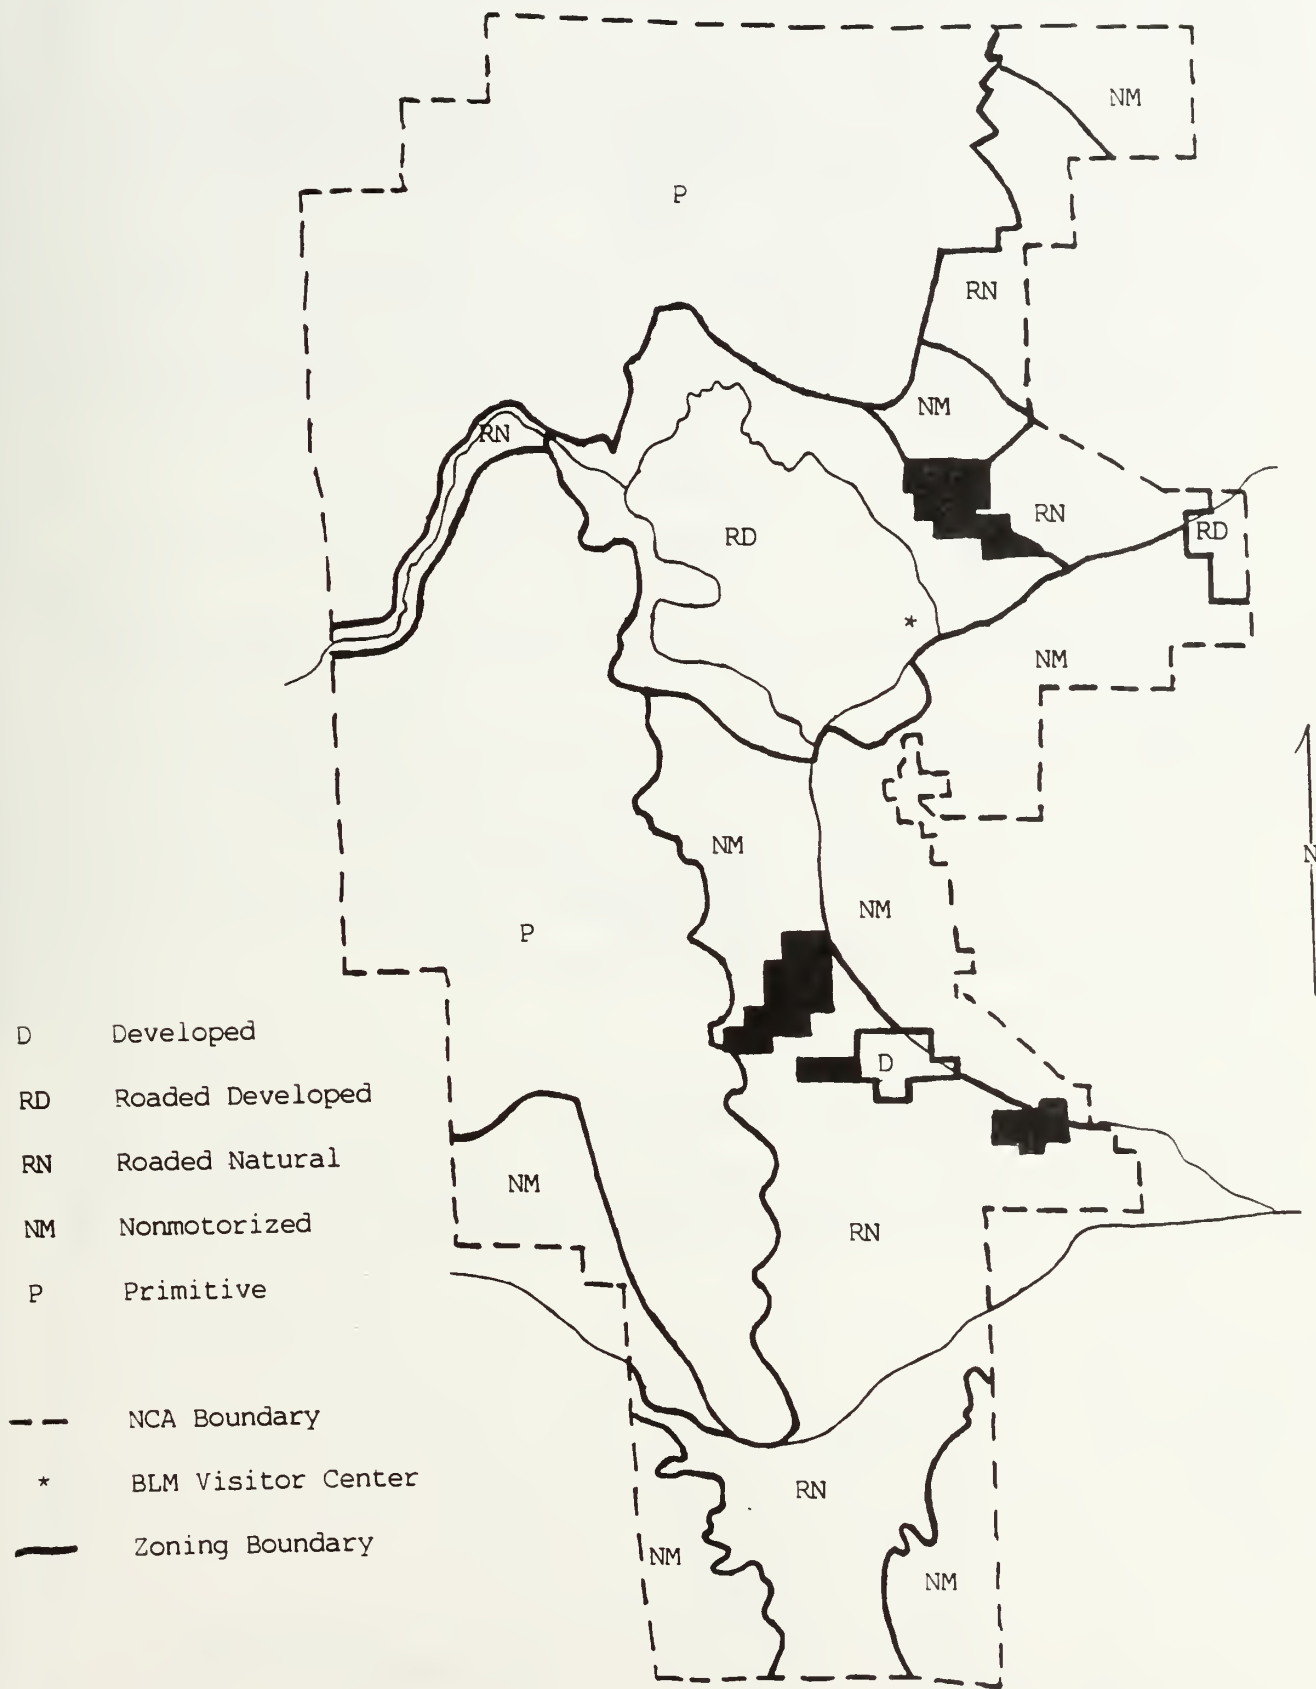 NM
P
RN
NM
RN
RN
RD
RD
*
NM
NM
N
NM
P
D Developed
D
RD Roaded Developed
RN Roaded Natural
NM
NM Nonmotorized
RN
P Primitive
NCA Boundary
* BLM Visitor Center
RN
Zoning Boundary
NM
NM